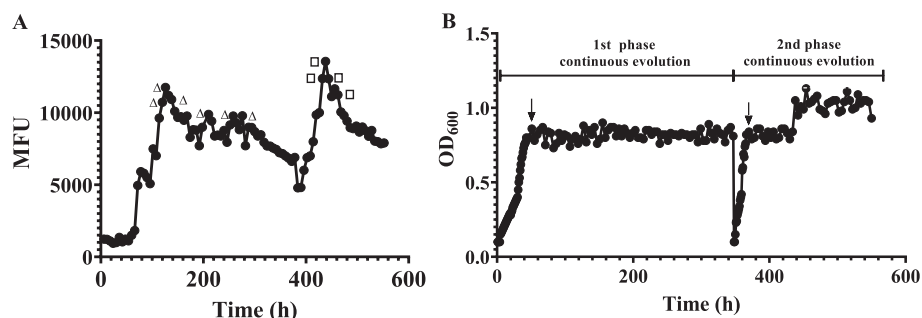 A
MFU
15000
10000
5000
0
0 200 400 600
Time (h)
B
OD600
1.5
1.0
0.5
0.0
1st phase
continuous evolution
2nd phase
continuous evolution
0 200 400 600
Time (h)